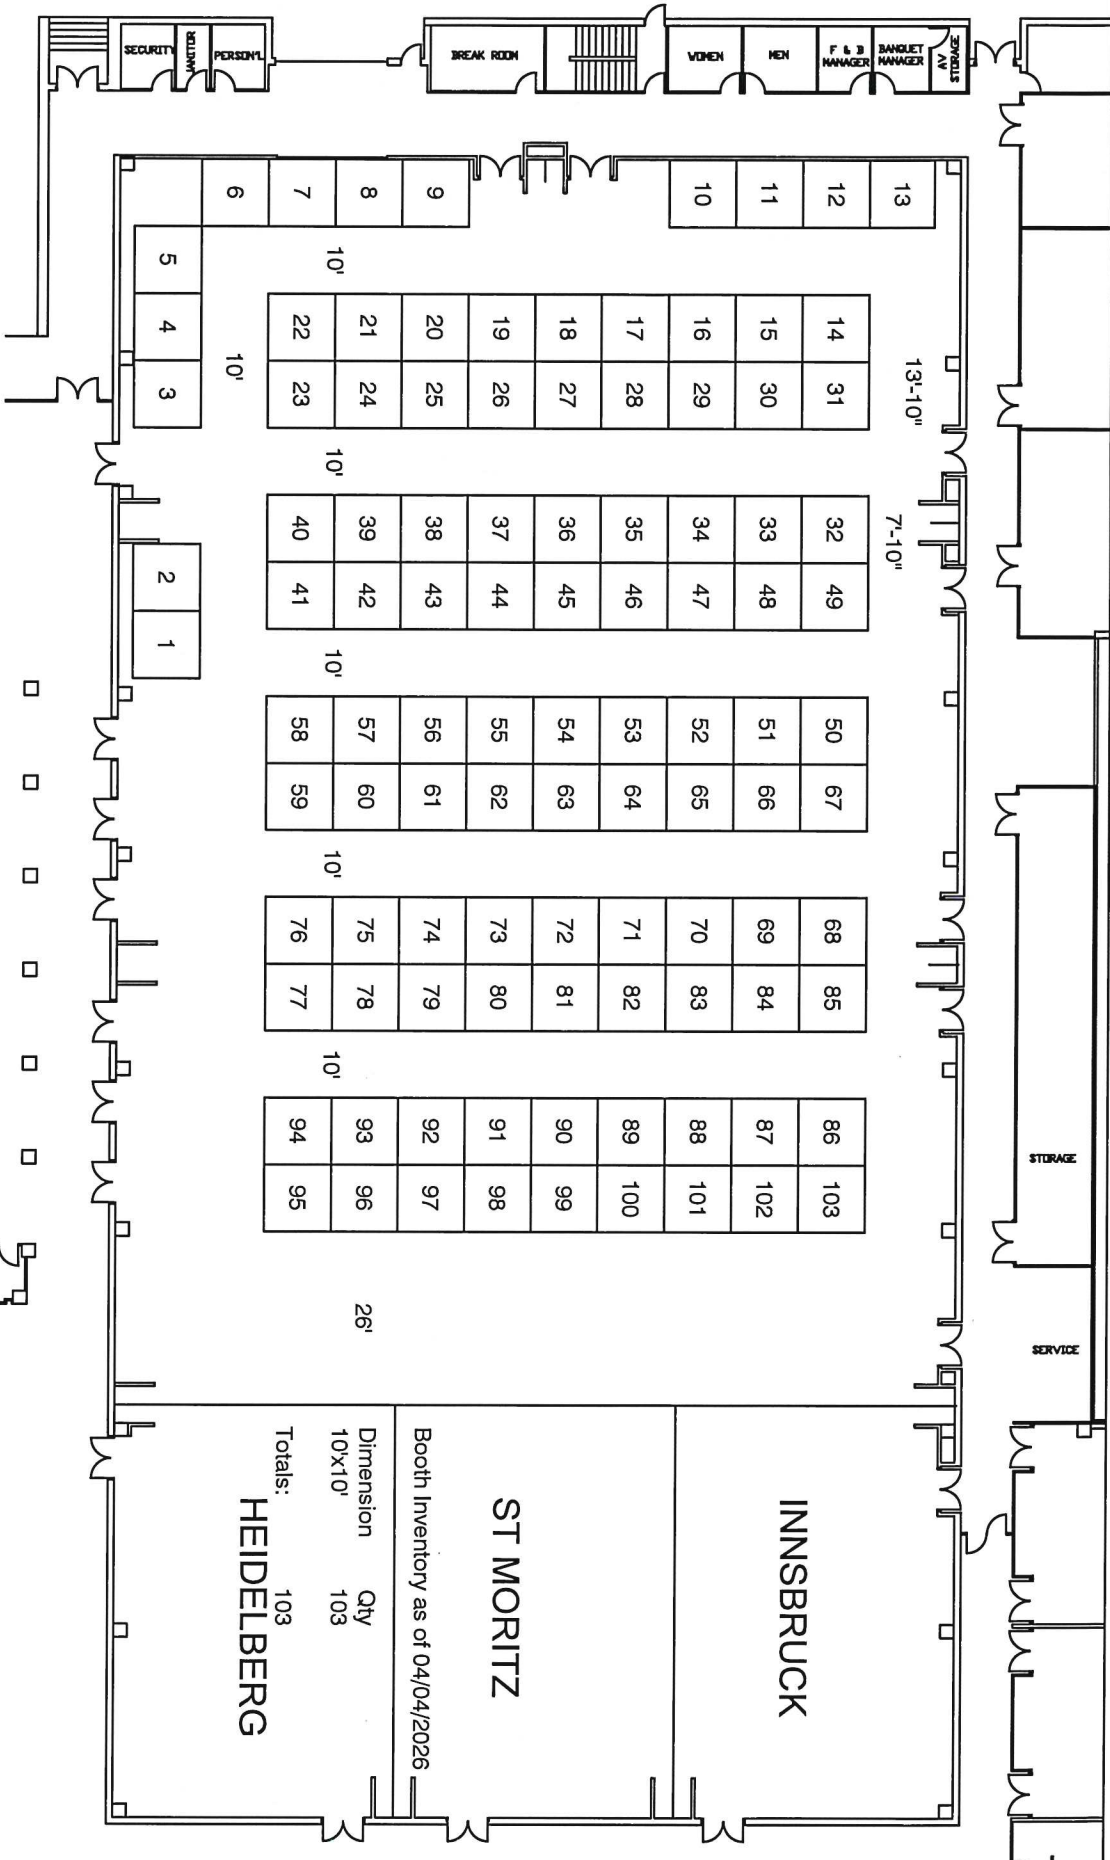 SECURITY
JANITOR
PERSON'L
BREAK ROOM
WOMEN
MEN
F & B
MANAGER
BANQUET
MANAGER
AV
STORAGE
6
7
8
9
10
11
12
13
5
4
3
2
1
10'
10'
13'-10"
22 21 20 19 18 17 16 15 14
23 24 25 26 27 28 29 30 31
10'
7'-10"
40 39 38 37 36 35 34 33 32
41 42 43 44 45 46 47 48 49
10'
58 57 56 55 54 53 52 51 50
59 60 61 62 63 64 65 66 67
10'
76 75 74 73 72 71 70 69 68
77 78 79 80 81 82 83 84 85
10'
94 93 92 91 90 89 88 87 86
95 96 97 98 99 100 101 102 103
26'
STORAGE
SERVICE
INNSBRUCK
ST MORITZ
Booth Inventory as of 04/04/2026
Dimension Qty
10'x10' 103
Totals: 103
HEIDELBERG